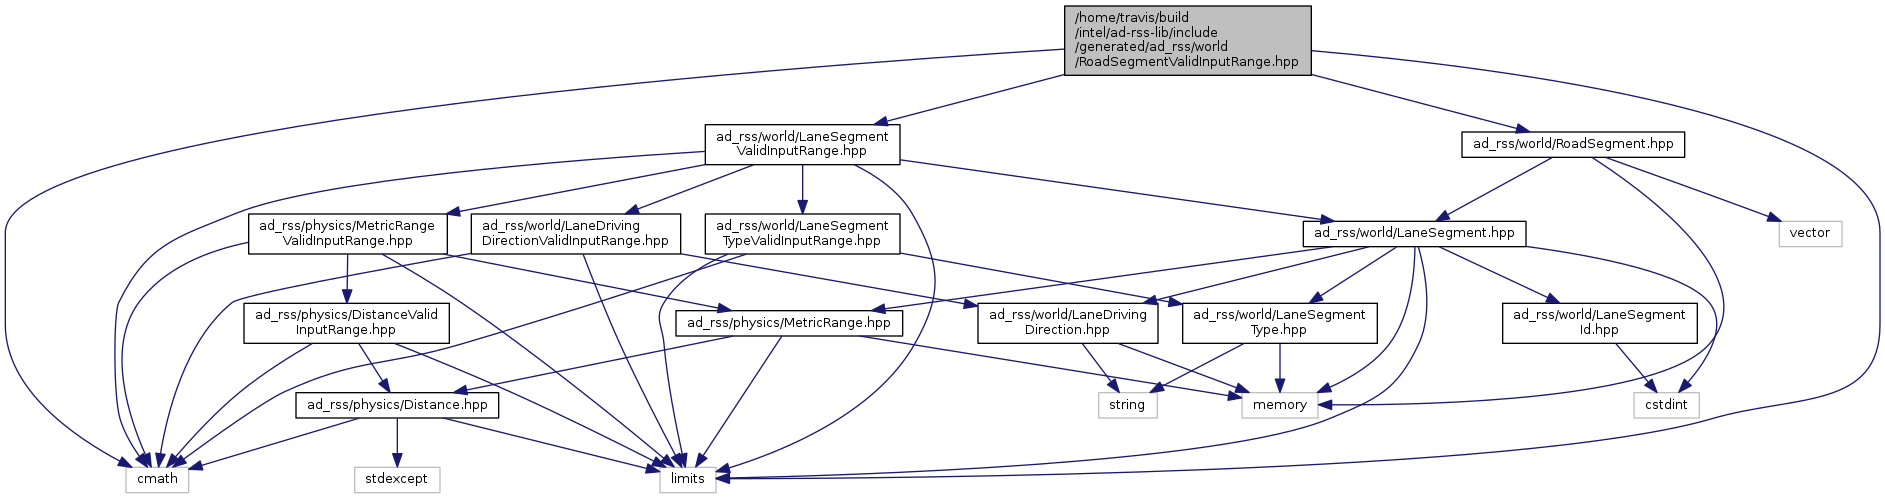 /home/travis/build
/intel/ad-rss-lib/include
/generated/ad_rss/world
/RoadSegmentValidInputRange.hpp
ad_rss/world/LaneSegment
ValidInputRange.hpp
ad_rss/world/RoadSegment.hpp
ad_rss/physics/MetricRange
ValidInputRange.hpp
ad_rss/world/LaneDriving
DirectionValidInputRange.hpp
ad_rss/world/LaneSegment
TypeValidInputRange.hpp
ad_rss/world/LaneSegment.hpp
vector
ad_rss/physics/DistanceValid
InputRange.hpp
ad_rss/physics/MetricRange.hpp
ad_rss/world/LaneDriving
Direction.hpp
ad_rss/world/LaneSegment
Type.hpp
ad_rss/world/LaneSegment
Id.hpp
ad_rss/physics/Distance.hpp
string
memory
cstdint
cmath
stdexcept
limits